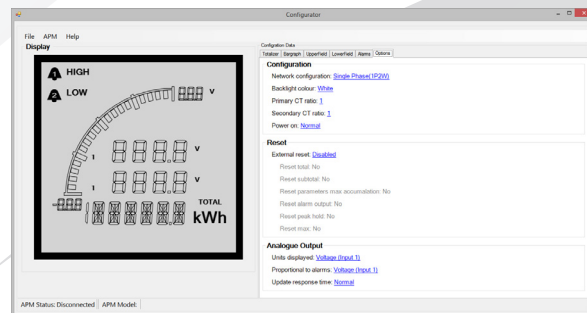 Configurator
File APM Help
Display
HIGH
LOW
V
1 V
1 V
TOTAL
kWh
Configration Data
Totaliser Bargraph Upperfield Lowerfield Alarms Options
Configuration
Network configuration: Single Phase(1P2W)
Backlight colour: White
Primary CT ratio: 1
Secondary CT ratio: 1
Power on: Normal
Reset
External reset: Disabled
Reset total: No
Reset subtotal: No
Reset parameters max accumulation: No
Reset alarm output: No
Reset peak hold: No
Reset max: No
Analogue Output
Units displayed: Voltage (Input 1)
Proportional to alarms: Voltage (Input 1)
Update response time: Normal
APM Status: Disconnected APM Model: